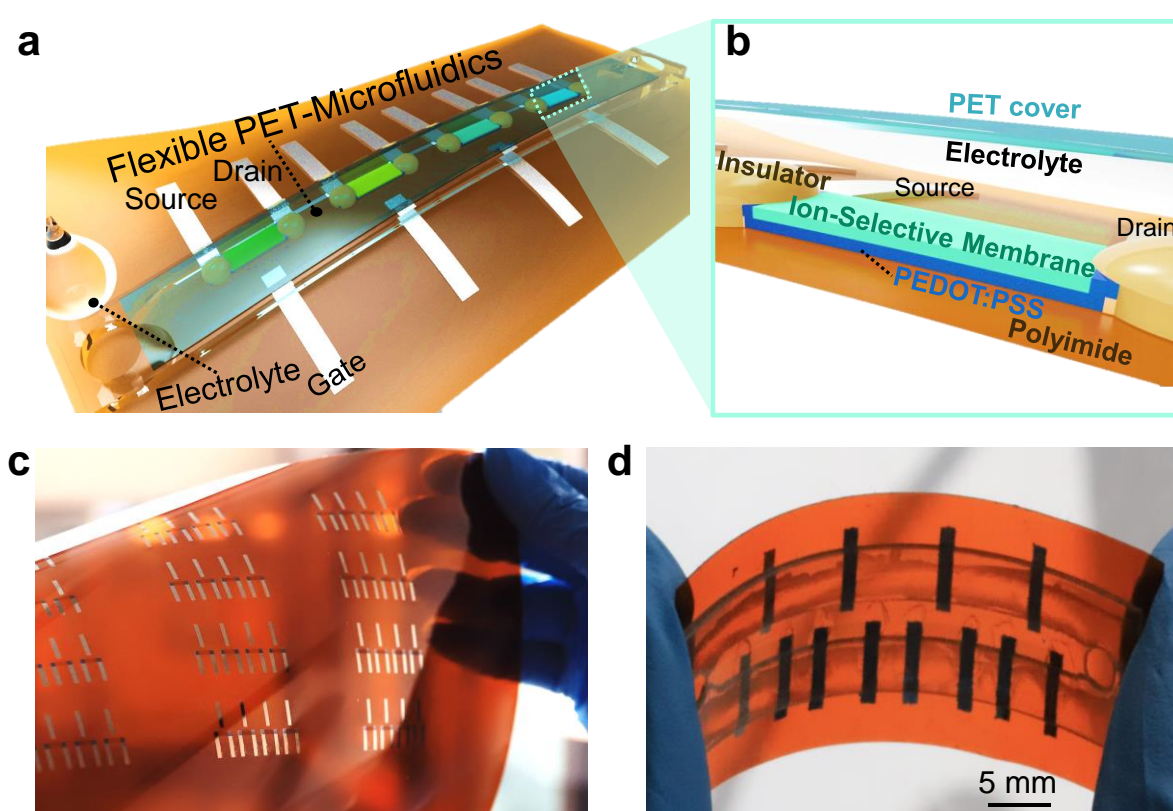 a
Flexible PET-Microfluidics
Drain
Source
Electrolyte
Gate
b
PET cover
Electrolyte
Insulator
Source
Ion-Selective Membrane
Drain
PEDOT:PSS
Polyimide
c
d
5 mm